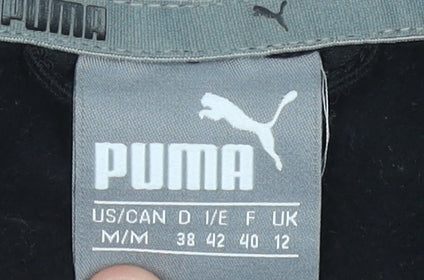 PUMA
PUMA
US/CAN D I/E F UK
M/M 38 42 40 12